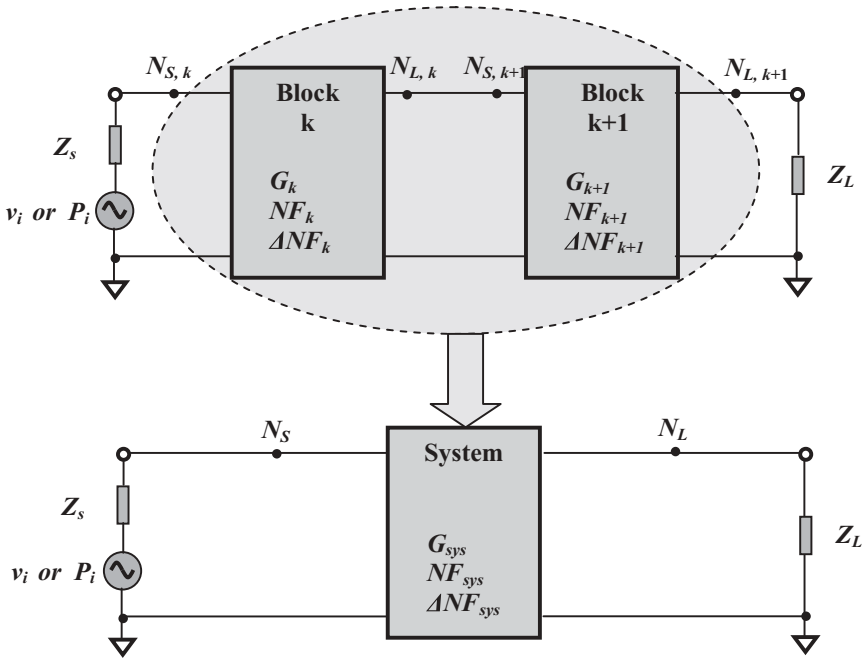 N_{S, k}
N_{L, k}
N_{S, k+1}
N_{L, k+1}
Block
k
Block
k+1
Z_s
Z_L
G_k
G_{k+1}
v_i or P_i
NF_k
NF_{k+1}
ΔNF_k
ΔNF_{k+1}
N_S
N_L
System
Z_s
Z_L
G_{sys}
v_i or P_i
NF_{sys}
ΔNF_{sys}